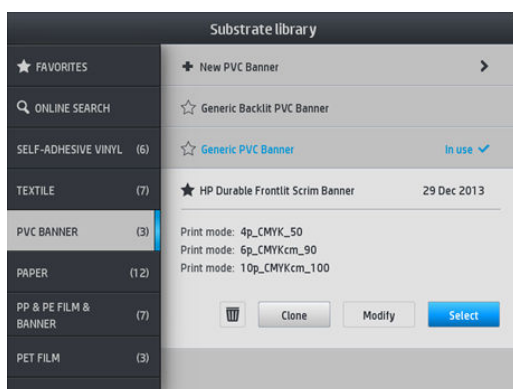 Substrate library
FAVORITES
ONLINE SEARCH
SELF-ADHESIVE VINYL (6)
TEXTILE (7)
PVC BANNER (3)
PAPER (12)
PP & PE FILM &
BANNER (7)
PET FILM (3)
New PVC Banner
Generic Backlit PVC Banner
Generic PVC Banner In use
HP Durable Frontlit Scrim Banner 29 Dec 2013
Print mode: 4p_CMYK_50
Print mode: 6p_CMYKcm_90
Print mode: 10p_CMYKcm_100
Clone Modify Select